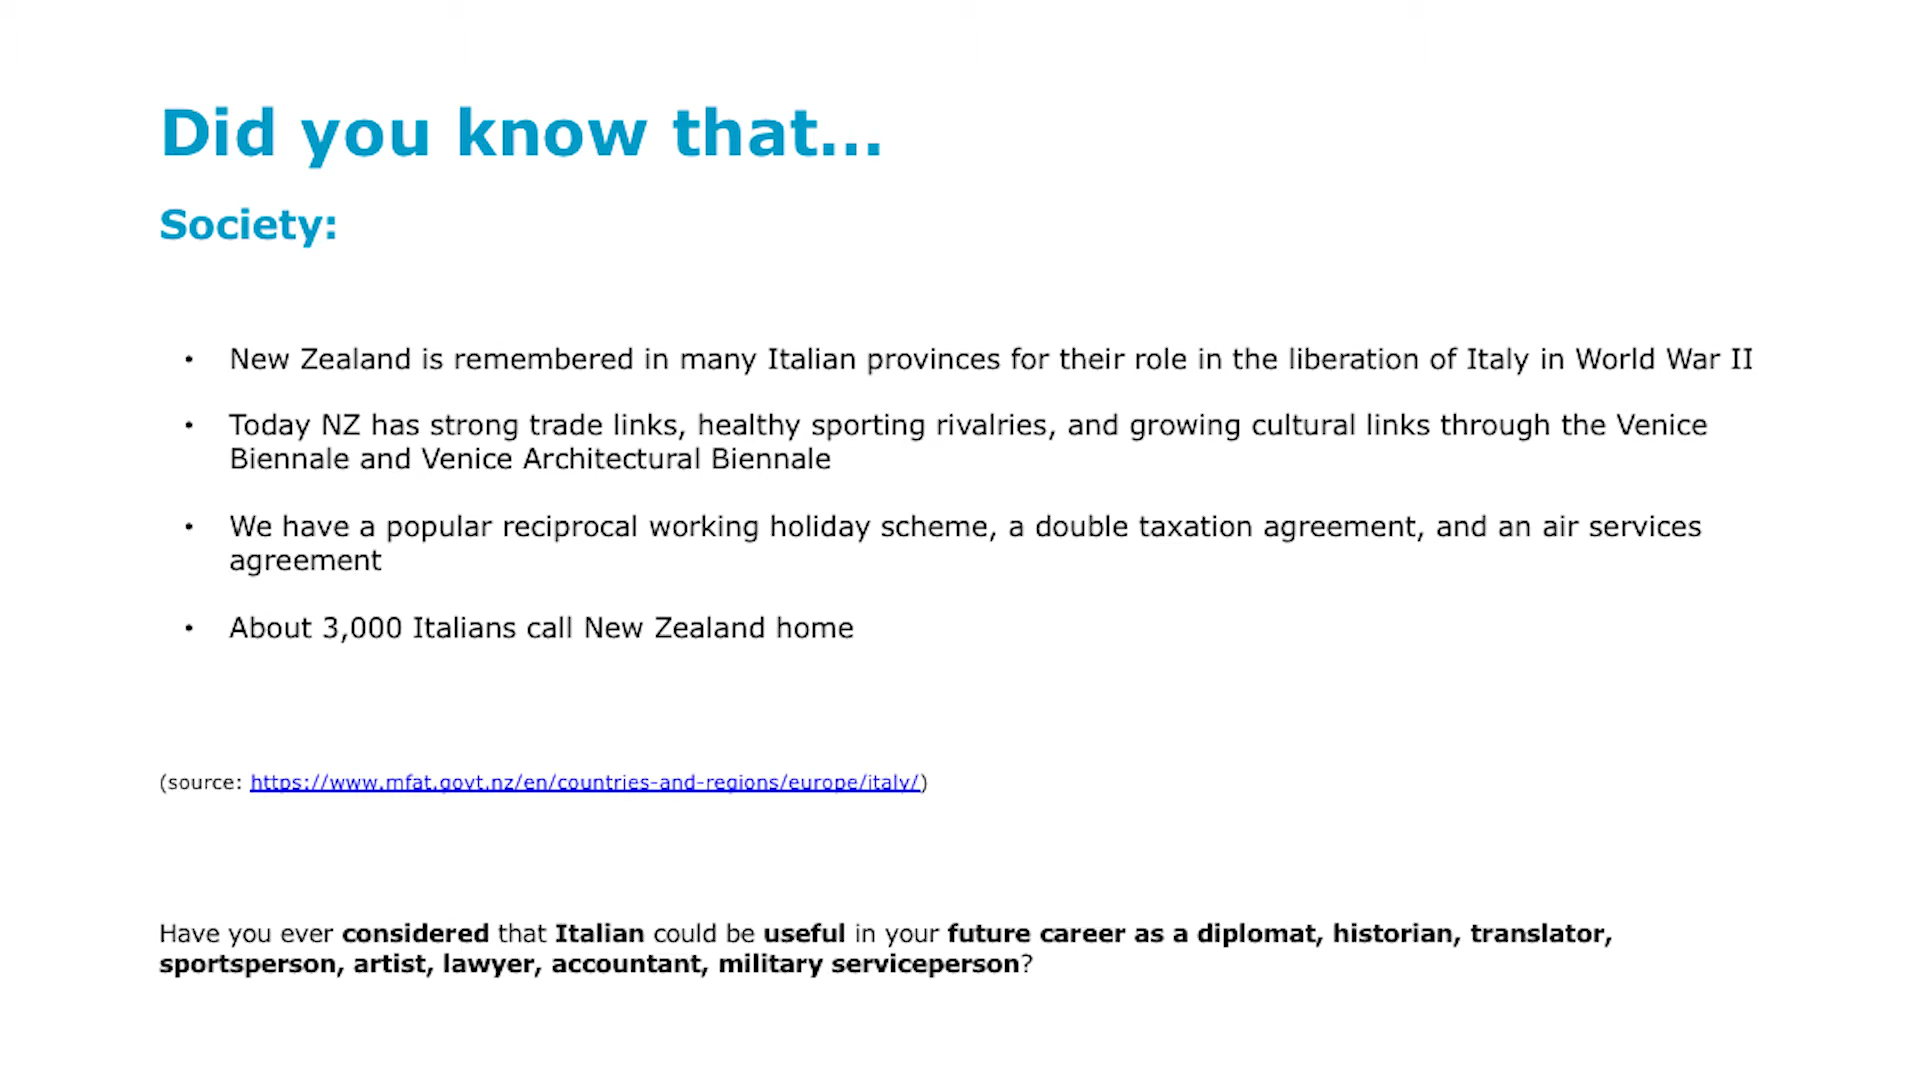 Did you know that...
Society:
• New Zealand is remembered in many Italian provinces for their role in the liberation of Italy in World War II
• Today NZ has strong trade links, healthy sporting rivalries, and growing cultural links through the Venice
Biennale and Venice Architectural Biennale
• We have a popular reciprocal working holiday scheme, a double taxation agreement, and an air services
agreement
• About 3,000 Italians call New Zealand home
(source: https://www.mfat.govt.nz/en/countries-and-regions/europe/italy/)
Have you ever considered that Italian could be useful in your future career as a diplomat, historian, translator,
sportsperson, artist, lawyer, accountant, military serviceperson?